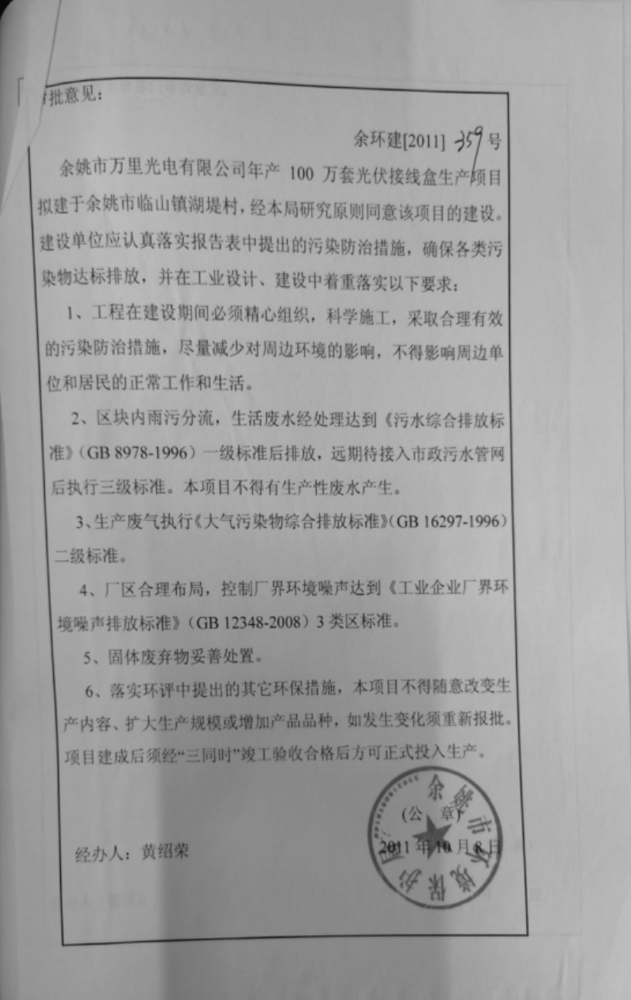 审批意见：
余环建[2011] 359 号
余姚市万里光电有限公司年产 100 万套光伏接线盒生产项目
拟建于余姚市临山镇湖堤村，经本局研究原则同意该项目的建设。
建设单位应认真落实报告表中提出的污染防治措施，确保各类污
染物达标排放，并在工业设计、建设中着重落实以下要求：
1、工程在建设期间必须精心组织，科学施工，采取合理有效
的污染防治措施，尽量减少对周边环境的影响，不得影响周边单
位和居民的正常工作和生活。
2、区块内雨污分流，生活废水经处理达到《污水综合排放标
准》（GB 8978-1996）一级标准后排放，远期待接入市政污水管网
后执行三级标准。本项目不得有生产性废水产生。
3、生产废气执行《大气污染物综合排放标准》（GB 16297-1996）
二级标准。
4、厂区合理布局，控制厂界环境噪声达到《工业企业厂界环
境噪声排放标准》（GB 12348-2008）3 类区标准。
5、固体废弃物妥善处置。
6、落实环评中提出的其它环保措施，本项目不得随意改变生
产内容、扩大生产规模或增加产品品种，如发生变化须重新报批。
项目建成后须经“三同时”竣工验收合格后方可正式投入生产。
余姚市环境保护局
(公 章)
经办人：黄绍荣
2011 年 10 月 8 日